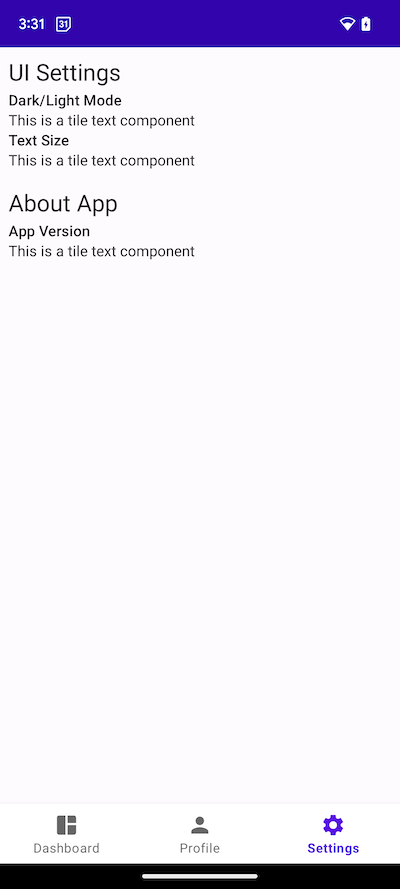 3:31
31
UI Settings
Dark/Light Mode
This is a tile text component
Text Size
This is a tile text component
About App
App Version
This is a tile text component
Dashboard
Profile
Settings